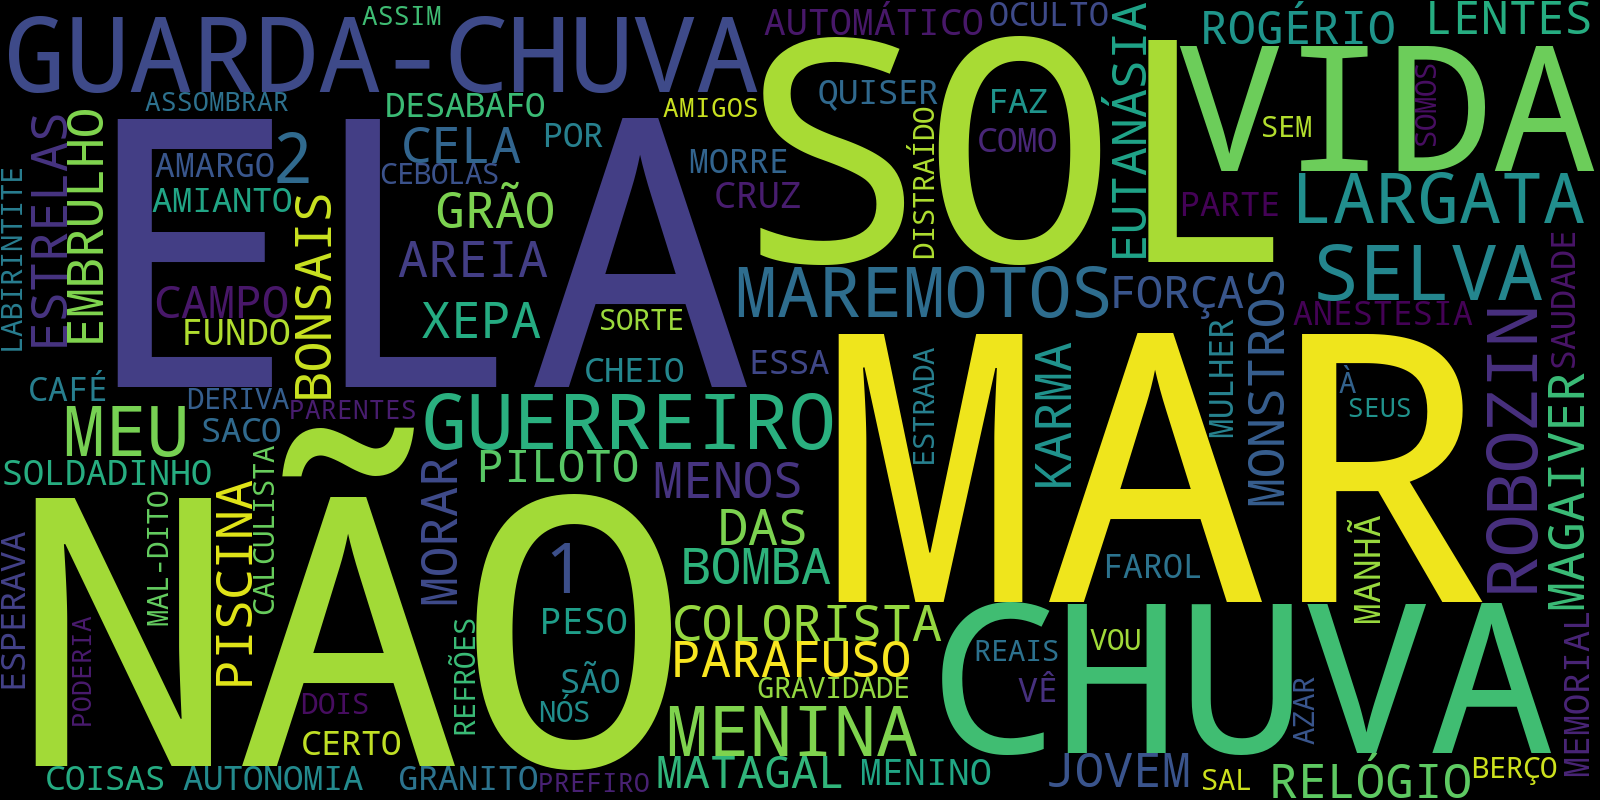 ASSIM
GUARDA-CHUVA
AUTOMÁTICO
OCULTO
ROGÉRIO
LENTES
SOL
VIDA
ASSOMBRAR
DESABAFO
AMIGOS
QUISER
FAZ
COMO
SEM
SOMOS
ELA
ESTRELAS
EMBRULHO
LABIRINTITE
AMARGO
2
CELA
CEBOLAS
POR
MORRE
CRUZ
DISTRAÍDO
EUTANÁSIA
PARTE
LARGATA
AMIANTO
BONSAIS
GRÃO
AREIA
MAREMOTOS
FORÇA
SELVA
SAUDADE
CAMPO
FUNDO
XEPA
SORTE
ANESTESIA
ROBOZIN
CAFÉ
DERIVA
PARENTES
CHEIO
ESSA
ESTRADA
KARMA
MULHER
MONSTROS
À
SEUS
MAR
MEU
SACO
GUERREIRO
SOLDADINHO
CALCULISTA
PILOTO
MENOS
MORAR
MAGAIVER
NÃO
MAL-DITO
PISCINA
ESPERAVA
PODERIA
DAS
BOMBA
1
PESO
FAROL
MANHÃ
COLORISTA
PARAFUSO
GRAVIDADE
REFRÕES
SÃO
NÓS
REAIS
VOU
VÊ
CHUVA
AZAR
MEMORIAL
DOIS
CERTO
MENINA
COISAS
AUTONOMIA
GRANITO
PREFIRO
MATAGAL
MENINO
JOVEM
SAL
RELÓGIO
BERÇO